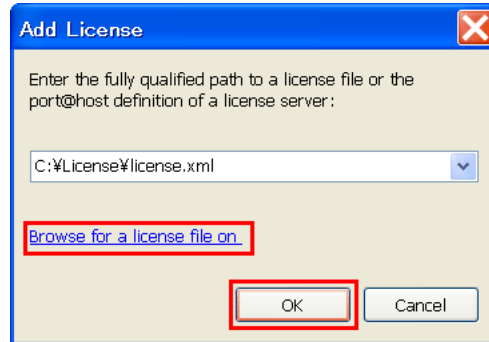 Add License
Enter the fully qualified path to a license file or the
port@host definition of a license server:
C:¥License¥license.xml
Browse for a license file on
OK
Cancel